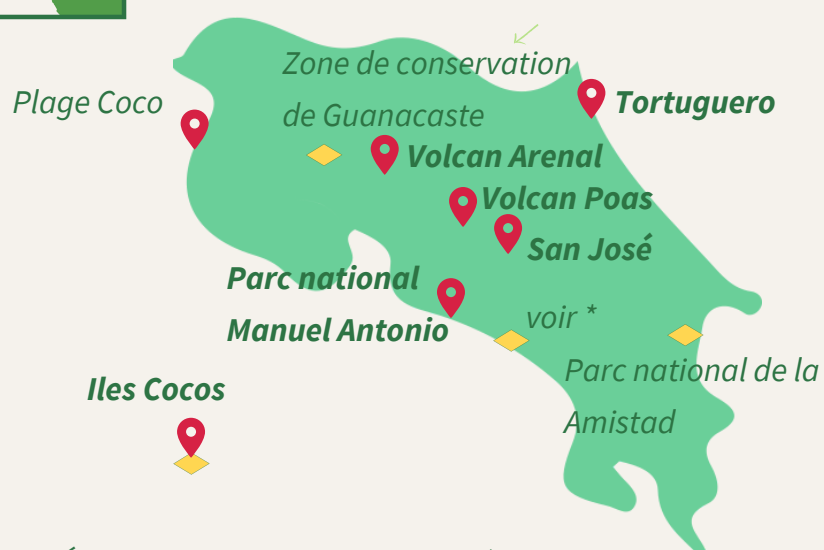 Zone de conservation
de Guanacaste
Plage Coco
Tortuguero
Volcan Arenal
Volcan Poas
San José
Parc national
Manuel Antonio
voir *
Parc national de la
Amistad
Iles Cocos